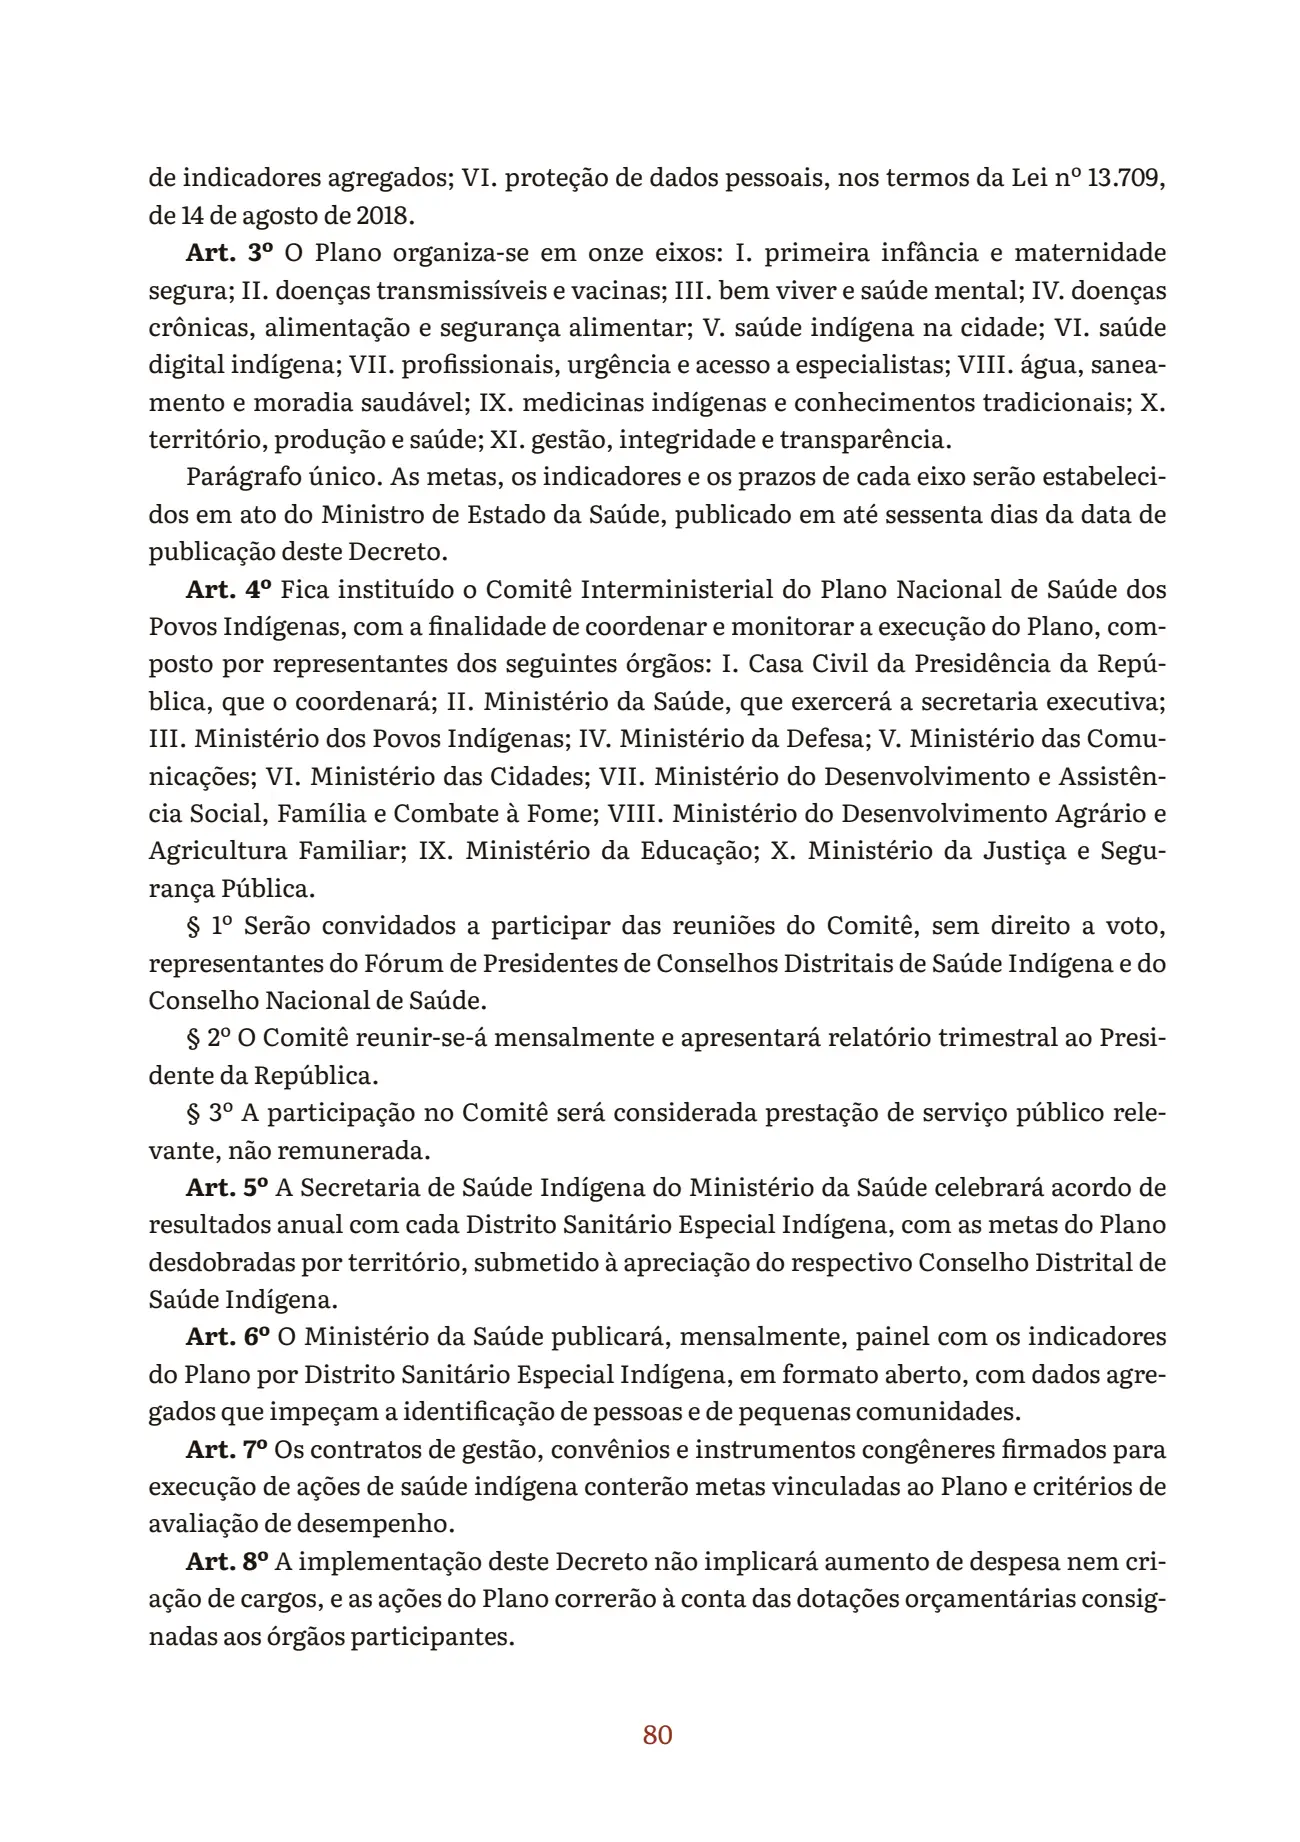 de indicadores agregados; VI. proteção de dados pessoais, nos termos da Lei nº 13.709,
de 14 de agosto de 2018.
Art. 3º O Plano organiza-se em onze eixos: I. primeira infância e maternidade
segura; II. doenças transmissíveis e vacinas; III. bem viver e saúde mental; IV. doenças
crônicas, alimentação e segurança alimentar; V. saúde indígena na cidade; VI. saúde
digital indígena; VII. profissionais, urgência e acesso a especialistas; VIII. água, sanea-
mento e moradia saudável; IX. medicinas indígenas e conhecimentos tradicionais; X.
território, produção e saúde; XI. gestão, integridade e transparência.
Parágrafo único. As metas, os indicadores e os prazos de cada eixo serão estabeleci-
dos em ato do Ministro de Estado da Saúde, publicado em até sessenta dias da data de
publicação deste Decreto.
Art. 4º Fica instituído o Comitê Interministerial do Plano Nacional de Saúde dos
Povos Indígenas, com a finalidade de coordenar e monitorar a execução do Plano, com-
posto por representantes dos seguintes órgãos: I. Casa Civil da Presidência da Repú-
blica, que o coordenará; II. Ministério da Saúde, que exercerá a secretaria executiva;
III. Ministério dos Povos Indígenas; IV. Ministério da Defesa; V. Ministério das Comu-
nicações; VI. Ministério das Cidades; VII. Ministério do Desenvolvimento e Assistên-
cia Social, Família e Combate à Fome; VIII. Ministério do Desenvolvimento Agrário e
Agricultura Familiar; IX. Ministério da Educação; X. Ministério da Justiça e Segu-
rança Pública.
§ 1º Serão convidados a participar das reuniões do Comitê, sem direito a voto,
representantes do Fórum de Presidentes de Conselhos Distritais de Saúde Indígena e do
Conselho Nacional de Saúde.
§ 2º O Comitê reunir-se-á mensalmente e apresentará relatório trimestral ao Presi-
dente da República.
§ 3º A participação no Comitê será considerada prestação de serviço público rele-
vante, não remunerada.
Art. 5º A Secretaria de Saúde Indígena do Ministério da Saúde celebrará acordo de
resultados anual com cada Distrito Sanitário Especial Indígena, com as metas do Plano
desdobradas por território, submetido à apreciação do respectivo Conselho Distrital de
Saúde Indígena.
Art. 6º O Ministério da Saúde publicará, mensalmente, painel com os indicadores
do Plano por Distrito Sanitário Especial Indígena, em formato aberto, com dados agre-
gados que impeçam a identificação de pessoas e de pequenas comunidades.
Art. 7º Os contratos de gestão, convênios e instrumentos congêneres firmados para
execução de ações de saúde indígena conterão metas vinculadas ao Plano e critérios de
avaliação de desempenho.
Art. 8º A implementação deste Decreto não implicará aumento de despesa nem cri-
ação de cargos, e as ações do Plano correrão à conta das dotações orçamentárias consig-
nadas aos órgãos participantes.
80